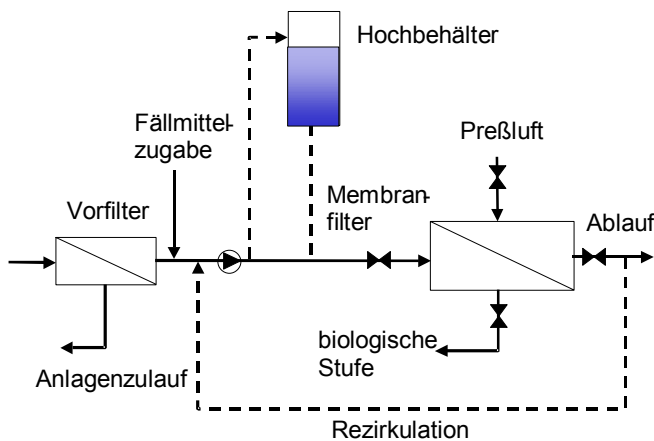 Hochbehälter
Fällmittel-
zugabe
Preßluft
Vorfilter
Membran-
filter
Ablauf
biologische
Stufe
Anlagenzulauf
Rezirkulation